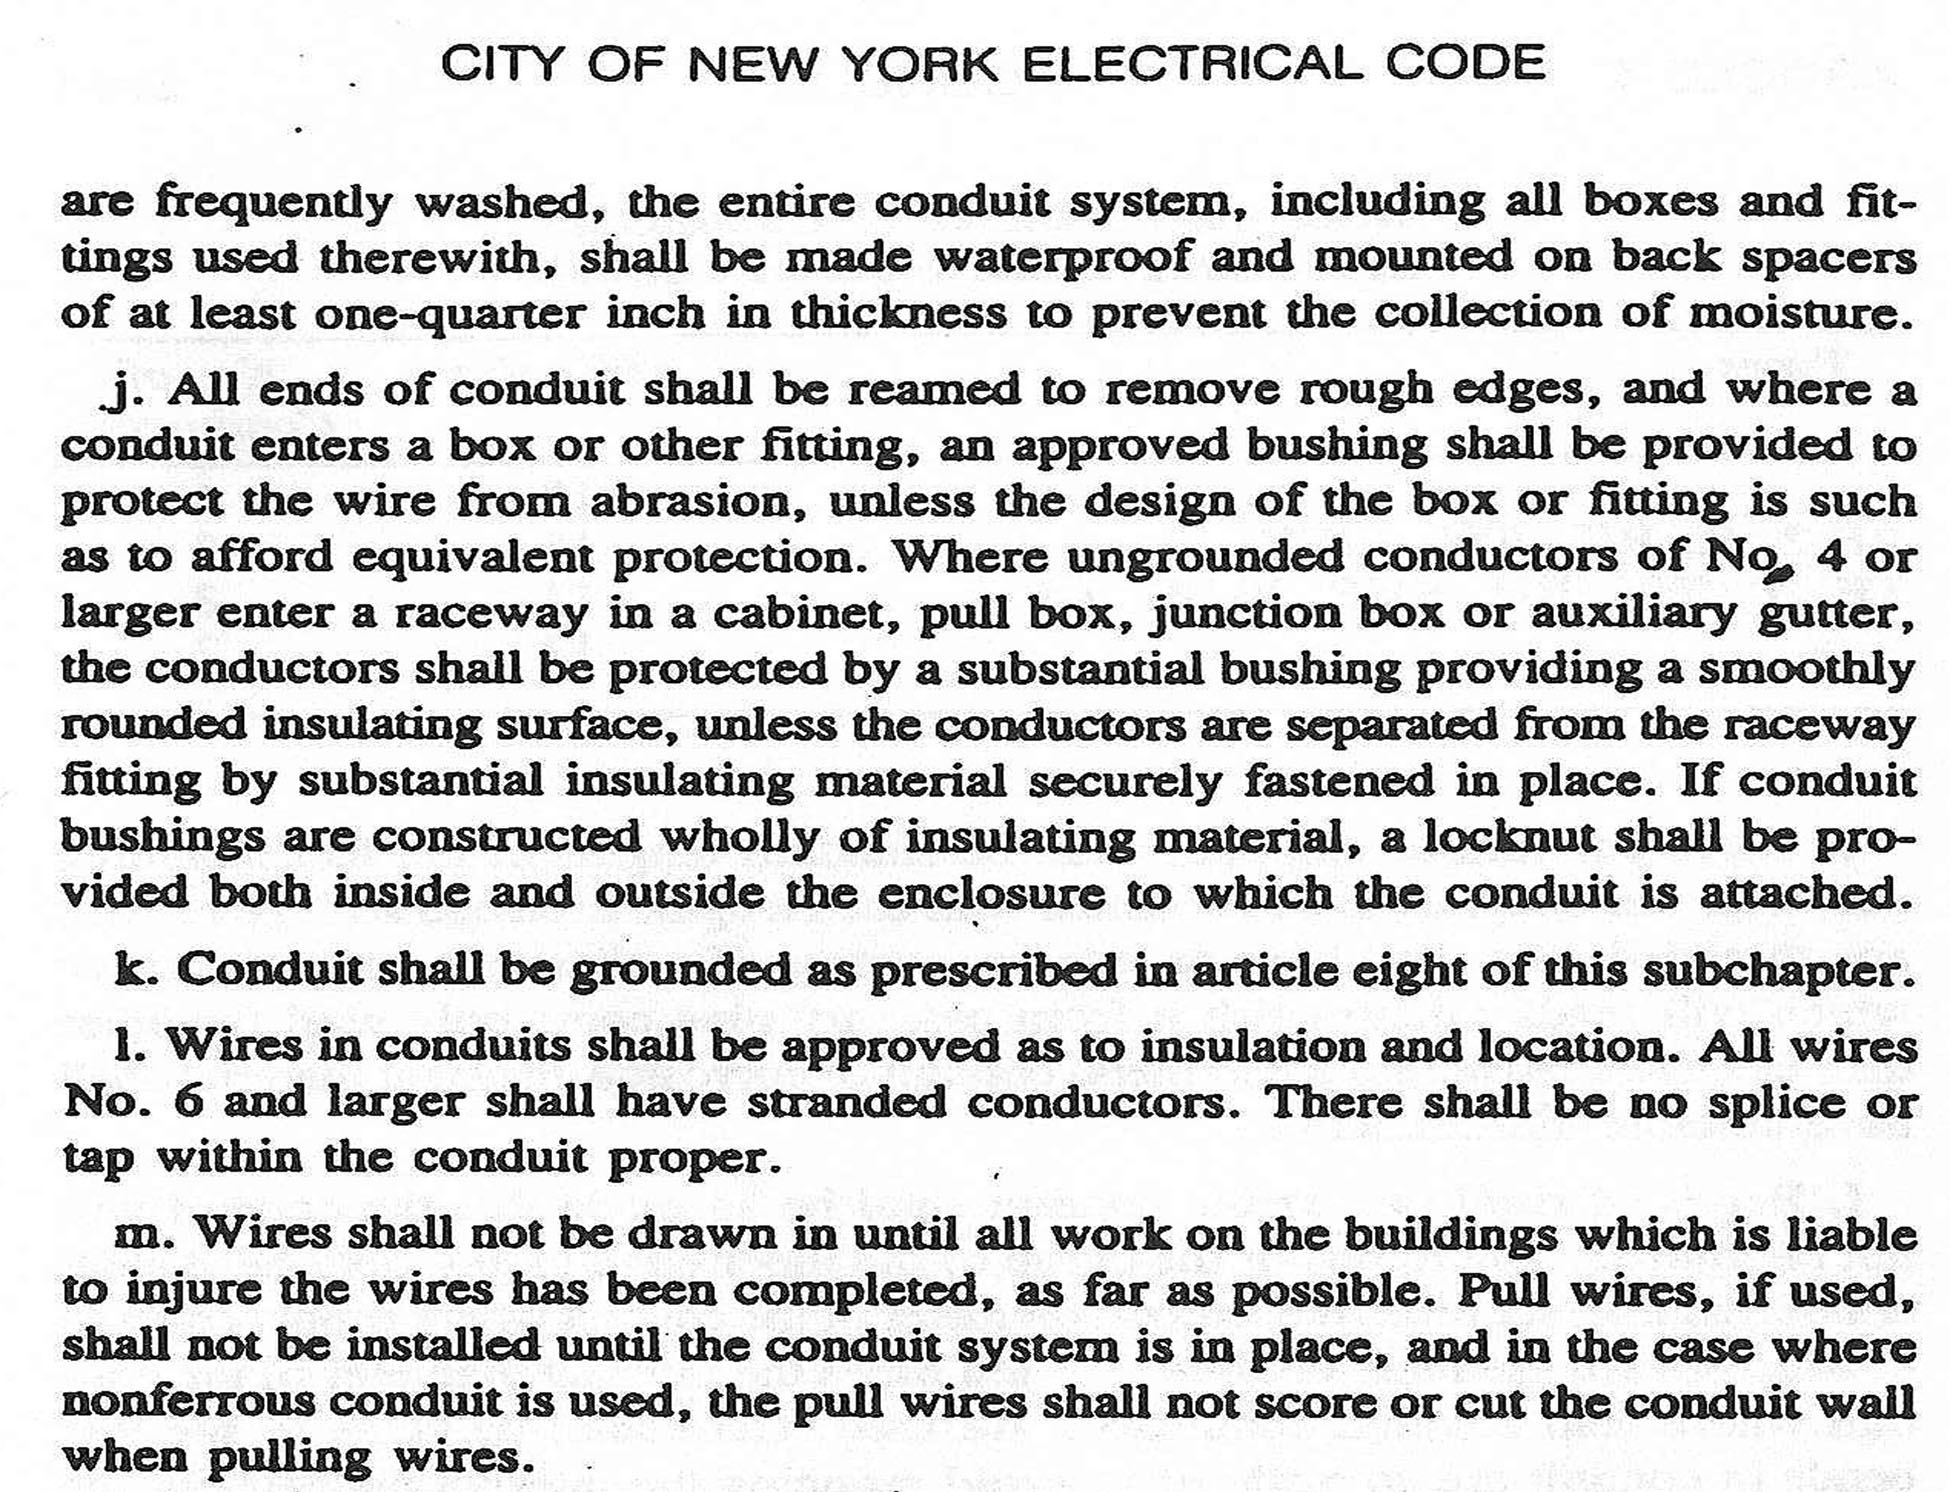 CITY OF NEW YORK ELECTRICAL CODE
are frequently washed, the entire conduit system, including all boxes and fit-
tings used therewith, shall be made waterproof and mounted on back spacers
of at least one-quarter inch in thickness to prevent the collection of moisture.
j. All ends of conduit shall be reamed to remove rough edges, and where a
conduit enters a box or other fitting, an approved bushing shall be provided to
protect the wire from abrasion, unless the design of the box or fitting is such
as to afford equivalent protection. Where ungrounded conductors of No. 4 or
larger enter a raceway in a cabinet, pull box, junction box or auxiliary gutter,
the conductors shall be protected by a substantial bushing providing a smoothly
rounded insulating surface, unless the conductors are separated from the raceway
fitting by substantial insulating material securely fastened in place. If conduit
bushings are constructed wholly of insulating material, a locknut shall be pro-
vided both inside and outside the enclosure to which the conduit is attached.
k. Conduit shall be grounded as prescribed in article eight of this subchapter.
l. Wires in conduits shall be approved as to insulation and location. All wires
No. 6 and larger shall have stranded conductors. There shall be no splice or
tap within the conduit proper.
m. Wires shall not be drawn in until all work on the buildings which is liable
to injure the wires has been completed, as far as possible. Pull wires, if used,
shall not be installed until the conduit system is in place, and in the case where
nonferrous conduit is used, the pull wires shall not score or cut the conduit wall
when pulling wires.